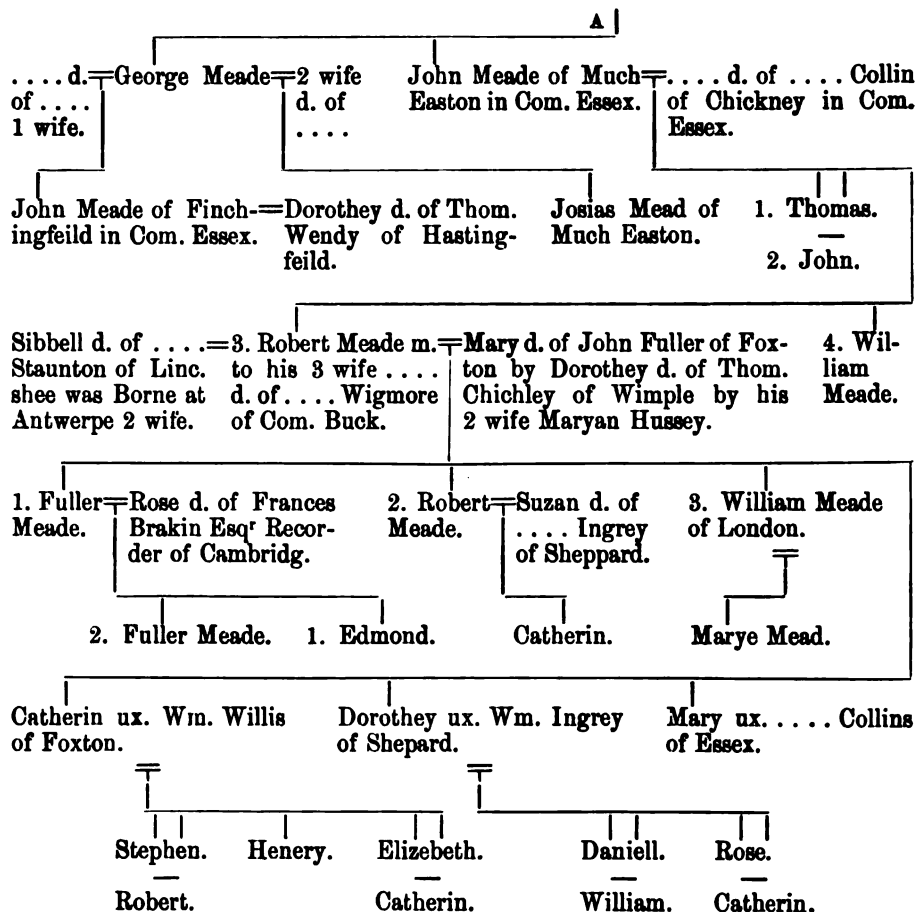 A
.... d. George Meade 2 wife
of ....
1 wife.
d. of
....
John Meade of Much
Easton in Com. Essex.
.... d. of .... Collin
of Chickney in Com.
Essex.
John Meade of Finch-
ingfeild in Com. Essex.
Dorothey d. of Thom.
Wendy of Hasting-
feild.
Josias Mead of
Much Easton.
1. Thomas.
2. John.
Sibbell d. of ....
Staunton of Linc.
shee was Borne at
Antwerpe 2 wife.
3. Robert Meade m.
to his 3 wife ....
d. of .... Wigmore
of Com. Buck.
Mary d. of John Fuller of Fox-
ton by Dorothey d. of Thom.
Chichley of Wimple by his
2 wife Maryan Hussey.
4. Wil-
liam
Meade.
1. Fuller
Meade.
Rose d. of Frances
Brakin Esqr Recor-
der of Cambridg.
2. Robert
Meade.
Suzan d. of
.... Ingrey
of Sheppard.
3. William Meade
of London.
2. Fuller Meade.
1. Edmond.
Catherin.
Marye Mead.
Catherin ux. Wm. Willis
of Foxton.
Dorothey ux. Wm. Ingrey
of Shepard.
Mary ux. .... Collins
of Essex.
Stephen.
Robert.
Henery.
Elizebeth.
Catherin.
Daniell.
William.
Rose.
Catherin.